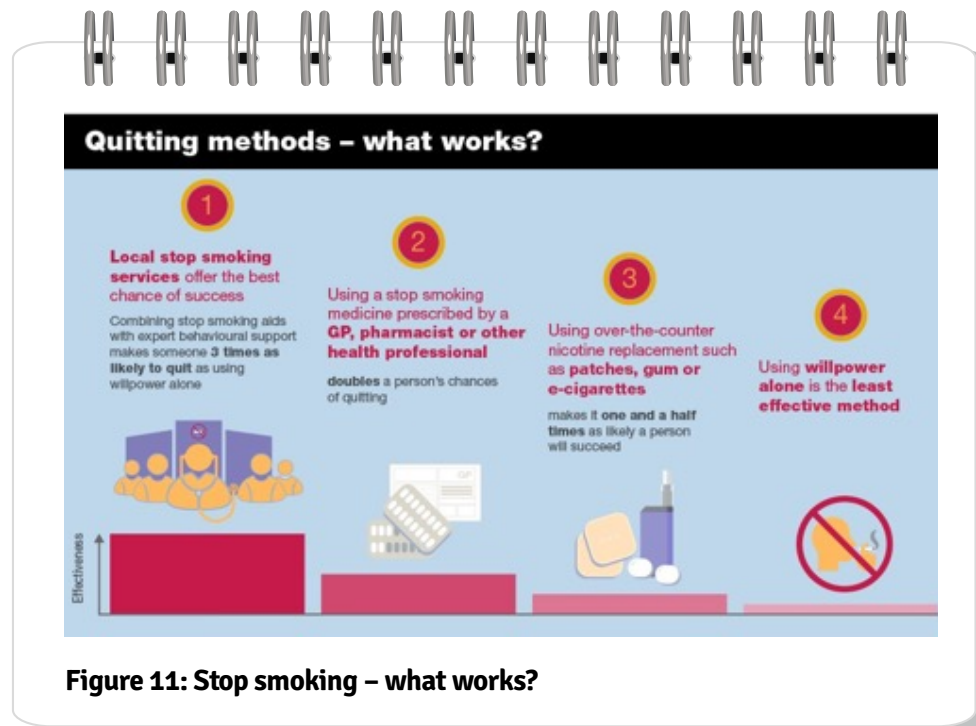 Quitting methods – what works?
1
Local stop smoking
services offer the best
chance of success
Combining stop smoking aids
with expert behavioural support
makes someone 3 times as
likely to quit as using
willpower alone
2
Using a stop smoking
medicine prescribed by a
GP, pharmacist or other
health professional
doubles a person's chances
of quitting
GP
3
Using over-the-counter
nicotine replacement such
as patches, gum or
e-cigarettes
makes it one and a half
times as likely a person
will succeed
4
Using willpower
alone is the least
effective method
Effectiveness
Figure 11: Stop smoking – what works?